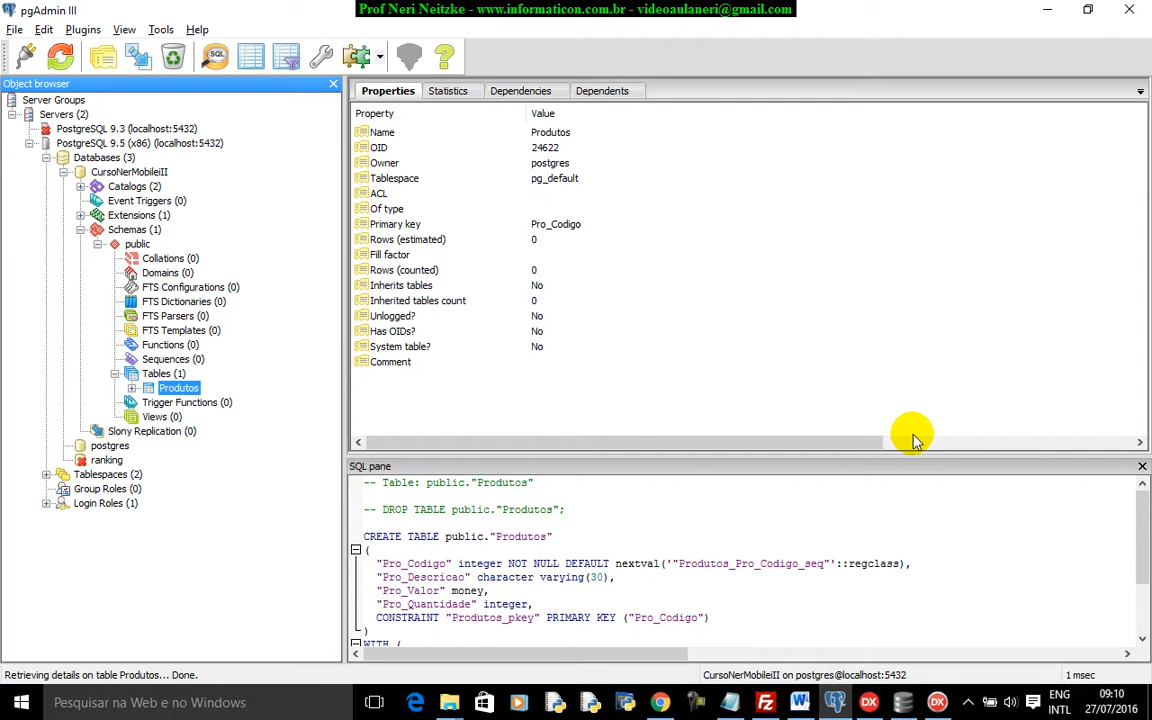 pgAdmin III
Prof Neri Neitzke - www.informaticon.com.br - videoaulaneri@gmail.com
File Edit Plugins View Tools Help
SQL
Object browser
Server Groups
Servers (2)
PostgreSQL 9.3 (localhost:5432)
PostgreSQL 9.5 (x86) (localhost:5432)
Databases (3)
CursoNerMobileiII
Catalogs (2)
Event Triggers (0)
Extensions (1)
Schemas (1)
public
Collations (0)
Domains (0)
FTS Configurations (0)
FTS Dictionaries (0)
FTS Parsers (0)
FTS Templates (0)
Functions (0)
Sequences (0)
Tables (1)
Produtos
Trigger Functions (0)
Views (0)
Slony Replication (0)
postgres
ranking
Tablespaces (2)
Group Roles (0)
Login Roles (1)
Properties Statistics Dependencies Dependents
Property Value
Name Produtos
OID 24622
Owner postgres
Tablespace pg_default
ACL
Of type
Primary key Pro_Codigo
Rows (estimated) 0
Fill factor
Rows (counted) 0
Inherits tables No
Inherited tables count 0
Unlogged? No
Has OIDs? No
System table? No
Comment
SQL pane
-- Table: public."Produtos"
-- DROP TABLE public."Produtos";
CREATE TABLE public."Produtos"
(
"Pro_Codigo" integer NOT NULL DEFAULT nextval('"Produtos_Pro_Codigo_seq"'::regclass),
"Pro_Descricao" character varying(30),
"Pro_Valor" money,
"Pro_Quantidade" integer,
CONSTRAINT "Produtos_pkey" PRIMARY KEY ("Pro_Codigo")
)
WITH (
Retrieving details on table Produtos... Done.
CursoNerMobileiII on postgres@localhost:5432
1 msec
Pesquisar na Web e no Windows
ENG
INTL
09:10
27/07/2016